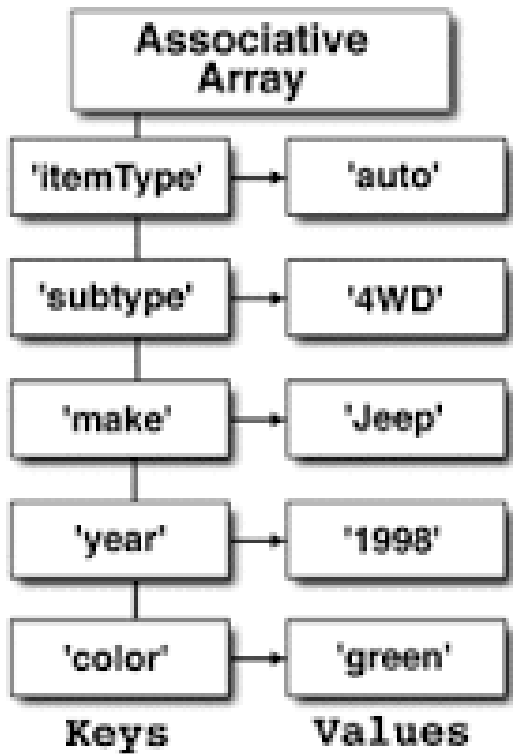 Associative
Array
'itemType' 'auto'
'subtype' '4WD'
'make' 'Jeep'
'year' '1998'
'color' 'green'
Keys Values